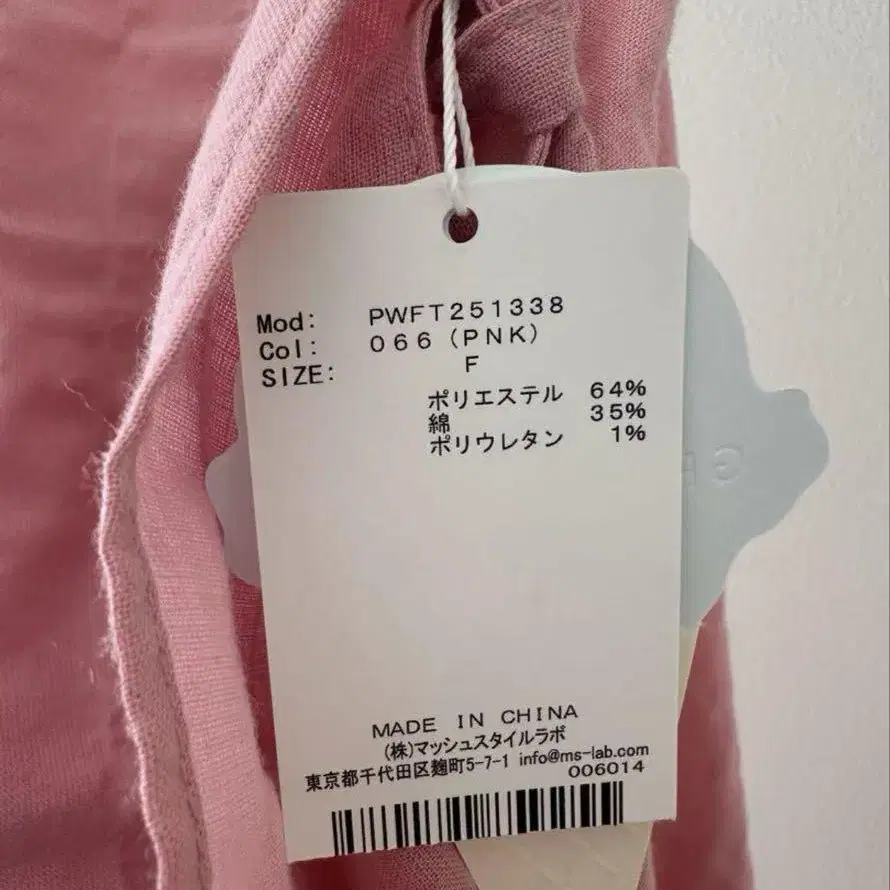 Mod: PWFT251338
Col: 066 (PNK)
SIZE: F
ポリエステル 64%
綿 35%
ポリウレタン 1%
MADE IN CHINA
(株)マッシュスタイルラボ
東京都千代田区麹町5-7-1 info@ms-lab.com
006014